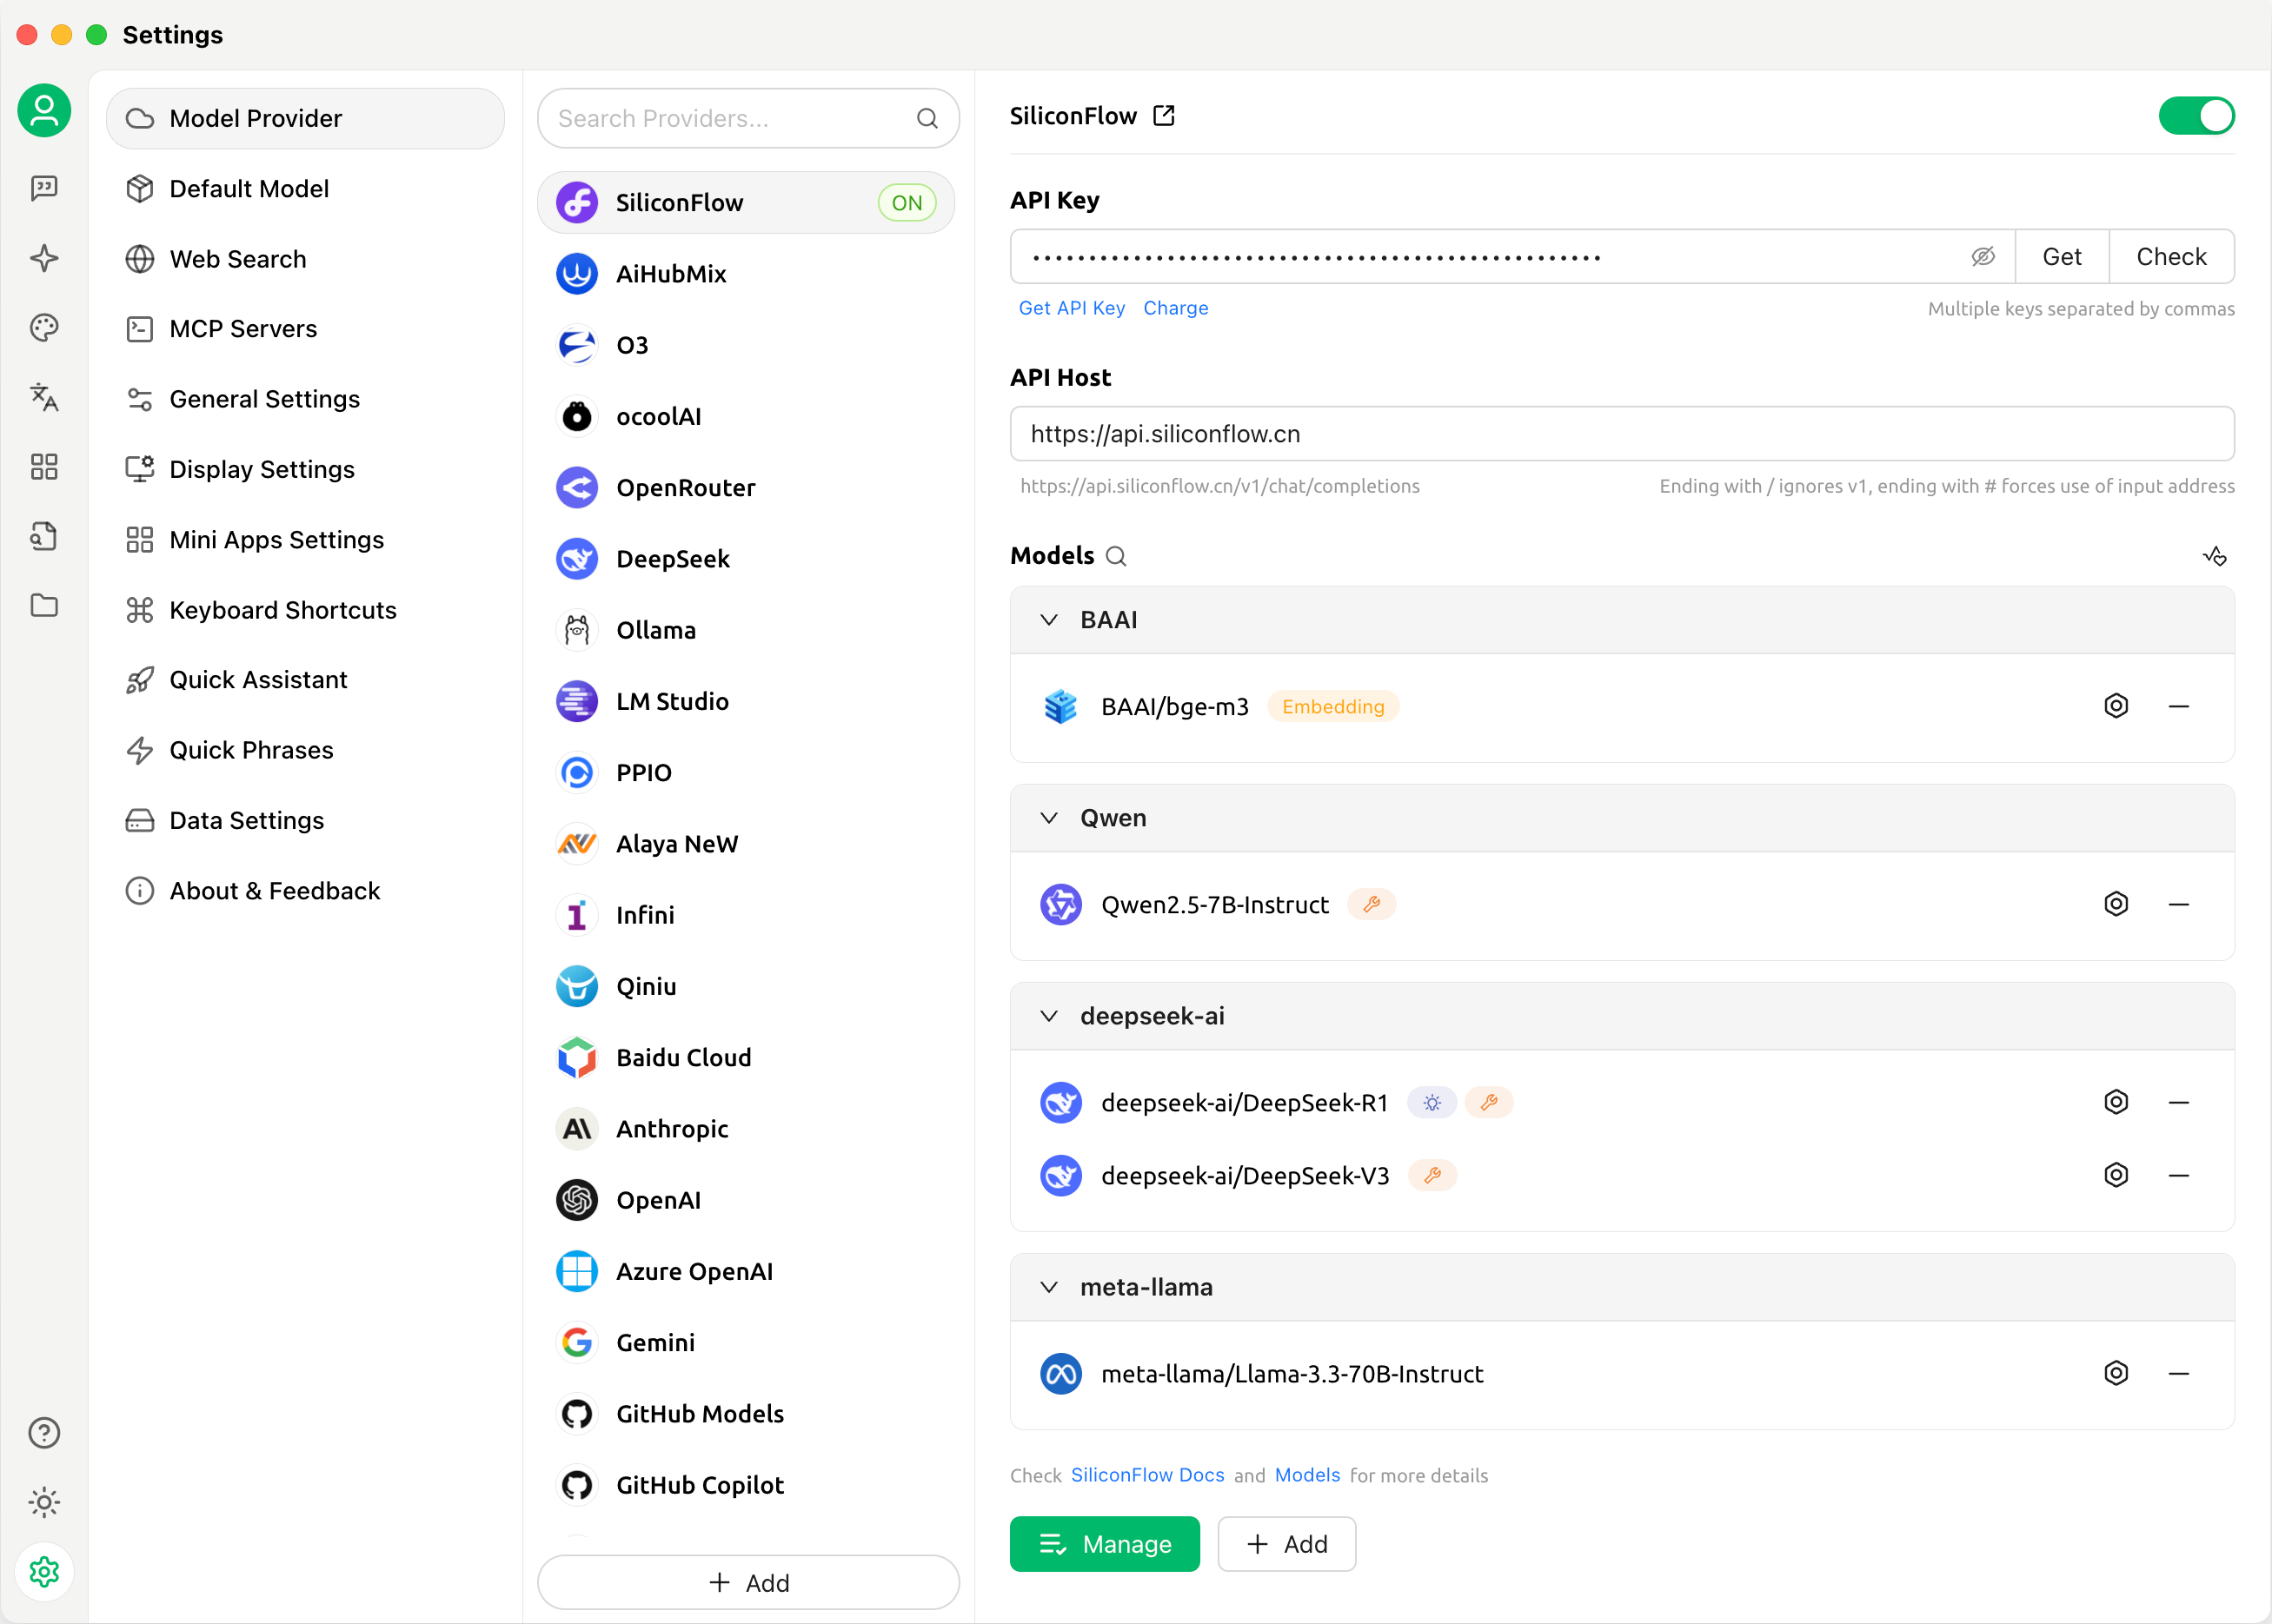 Settings
Model Provider
Default Model
Web Search
MCP Servers
General Settings
Display Settings
Mini Apps Settings
Keyboard Shortcuts
Quick Assistant
Quick Phrases
Data Settings
About & Feedback
Search Providers...
SiliconFlow ON
AiHubMix
O3
ocoolAI
OpenRouter
DeepSeek
Ollama
LM Studio
PPIO
Alaya NeW
Infini
Qiniu
Baidu Cloud
Anthropic
OpenAI
Azure OpenAI
Gemini
GitHub Models
GitHub Copilot
+ Add
SiliconFlow
API Key
•••••••••••••••••••••••••••••••••••••••••••••••••••
Get Check
Get API Key Charge Multiple keys separated by commas
API Host
https://api.siliconflow.cn
https://api.siliconflow.cn/v1/chat/completions Ending with / ignores v1, ending with # forces use of input address
Models
BAAI
BAAI/bge-m3 Embedding
Qwen
Qwen2.5-7B-Instruct
deepseek-ai
deepseek-ai/DeepSeek-R1
deepseek-ai/DeepSeek-V3
meta-llama
meta-llama/Llama-3.3-70B-Instruct
Check SiliconFlow Docs and Models for more details
Manage + Add